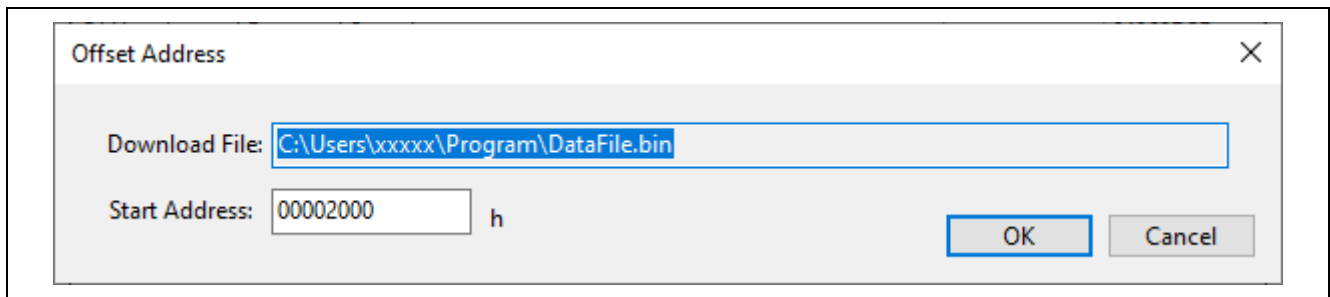 Offset Address
Download File: C:\Users\xxxxx\Program\DataFile.bin
Start Address: 00002000 h
OK Cancel